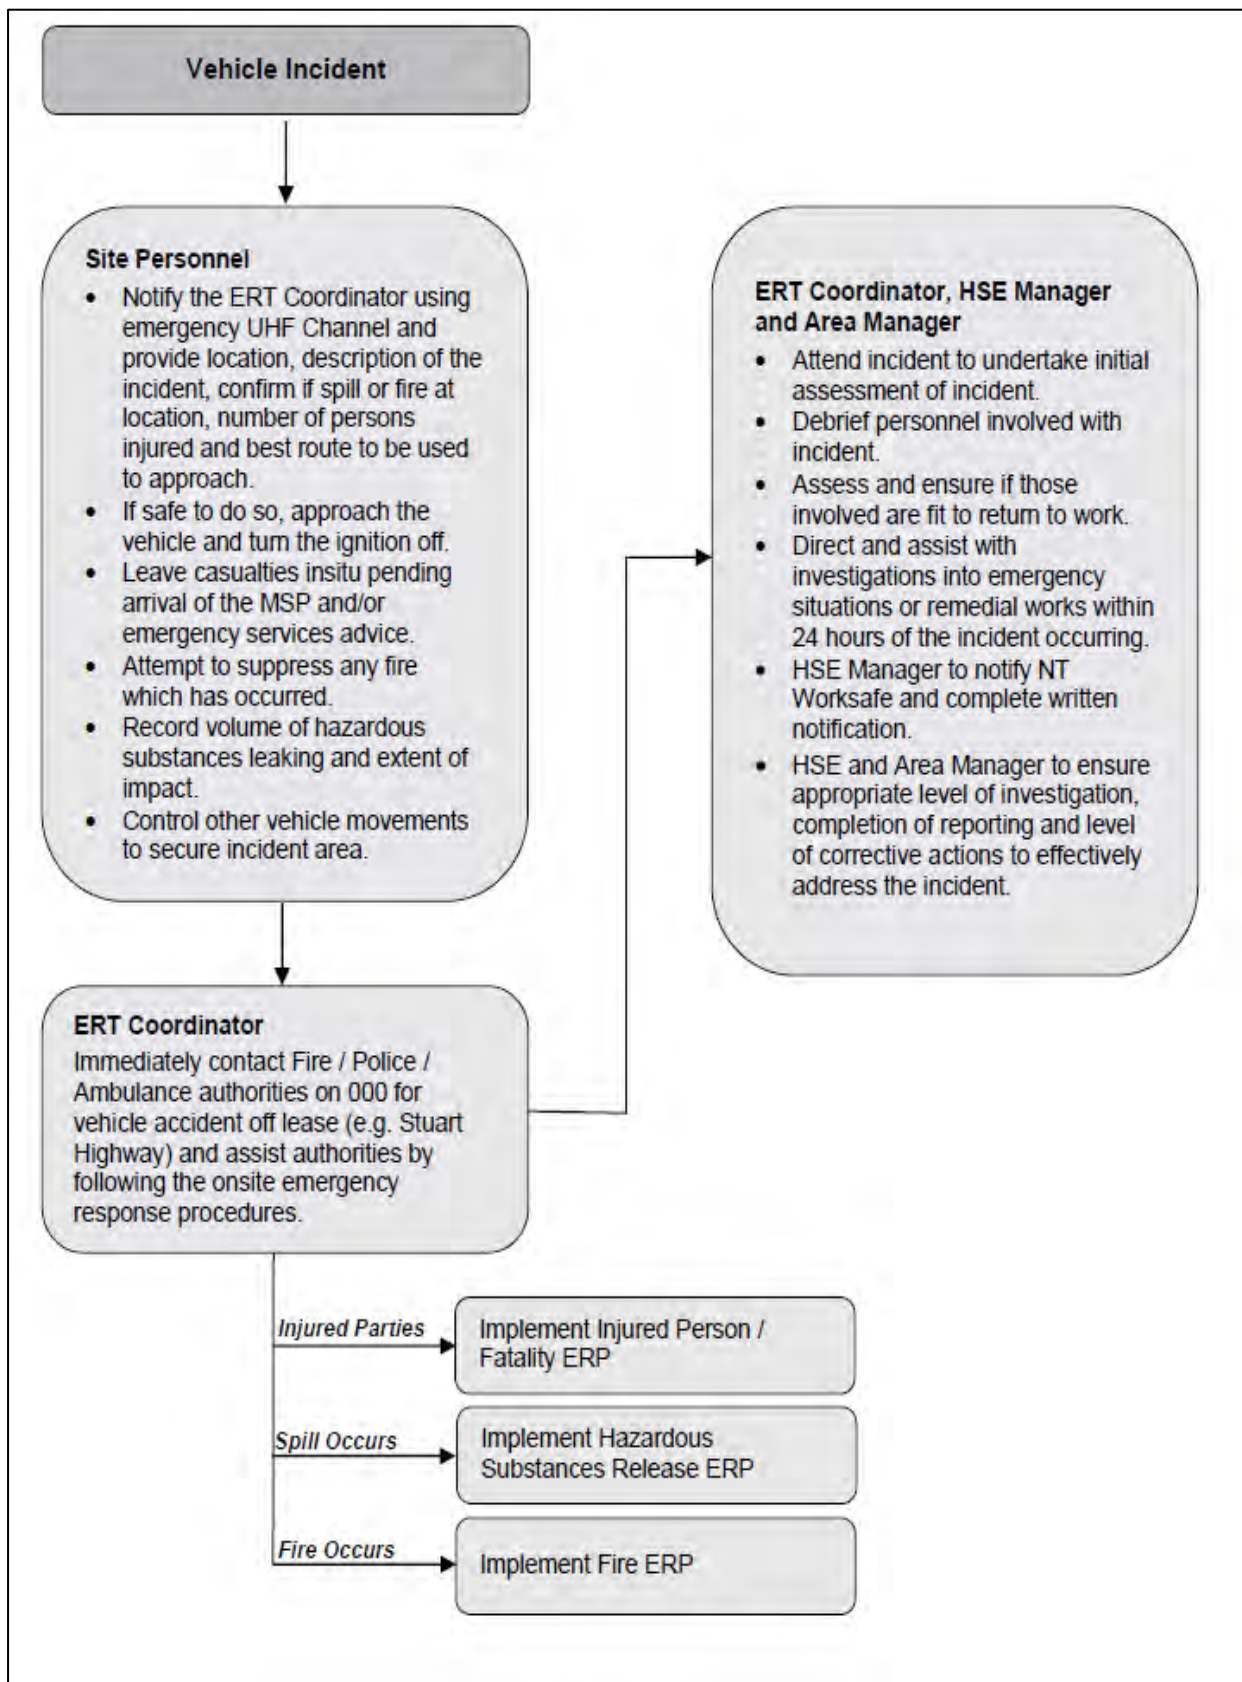 Vehicle Incident
Site Personnel
• Notify the ERT Coordinator using
emergency UHF Channel and
provide location, description of the
incident, confirm if spill or fire at
location, number of persons
injured and best route to be used
to approach.
• If safe to do so, approach the
vehicle and turn the ignition off.
• Leave casualties insitu pending
arrival of the MSP and/or
emergency services advice.
• Attempt to suppress any fire
which has occurred.
• Record volume of hazardous
substances leaking and extent of
impact.
• Control other vehicle movements
to secure incident area.
ERT Coordinator, HSE Manager
and Area Manager
• Attend incident to undertake initial
assessment of incident.
• Debrief personnel involved with
incident.
• Assess and ensure if those
involved are fit to return to work.
• Direct and assist with
investigations into emergency
situations or remedial works within
24 hours of the incident occurring.
• HSE Manager to notify NT
Worksafe and complete written
notification.
• HSE and Area Manager to ensure
appropriate level of investigation,
completion of reporting and level
of corrective actions to effectively
address the incident.
ERT Coordinator
Immediately contact Fire / Police /
Ambulance authorities on 000 for
vehicle accident off lease (e.g. Stuart
Highway) and assist authorities by
following the onsite emergency
response procedures.
Injured Parties
Implement Injured Person /
Fatality ERP
Spill Occurs
Implement Hazardous
Substances Release ERP
Fire Occurs
Implement Fire ERP